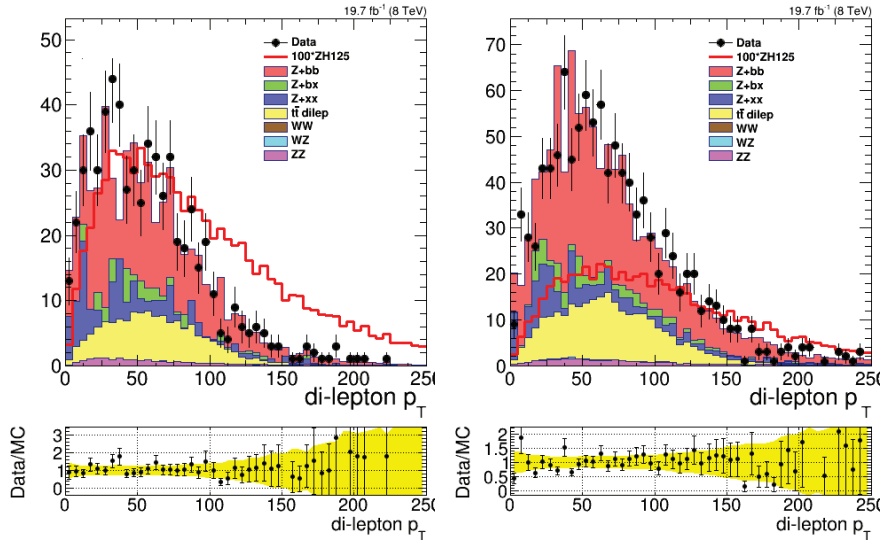 19.7 fb⁻¹ (8 TeV)
50
40
30
20
10
0
Data
100*ZH125
Z+bb
Z+bx
Z+xx
tt̄ dilep
WW
WZ
ZZ
0 50 100 150 200 250
di-lepton p_T
Data/MC
3
2
1
0
0 50 100 150 200 250
di-lepton p_T
19.7 fb⁻¹ (8 TeV)
70
60
50
40
30
20
10
0
Data
100*ZH125
Z+bb
Z+bx
Z+xx
tt̄ dilep
WW
WZ
ZZ
0 50 100 150 200 250
di-lepton p_T
Data/MC
2
1.5
1
0.5
0
0 50 100 150 200 250
di-lepton p_T